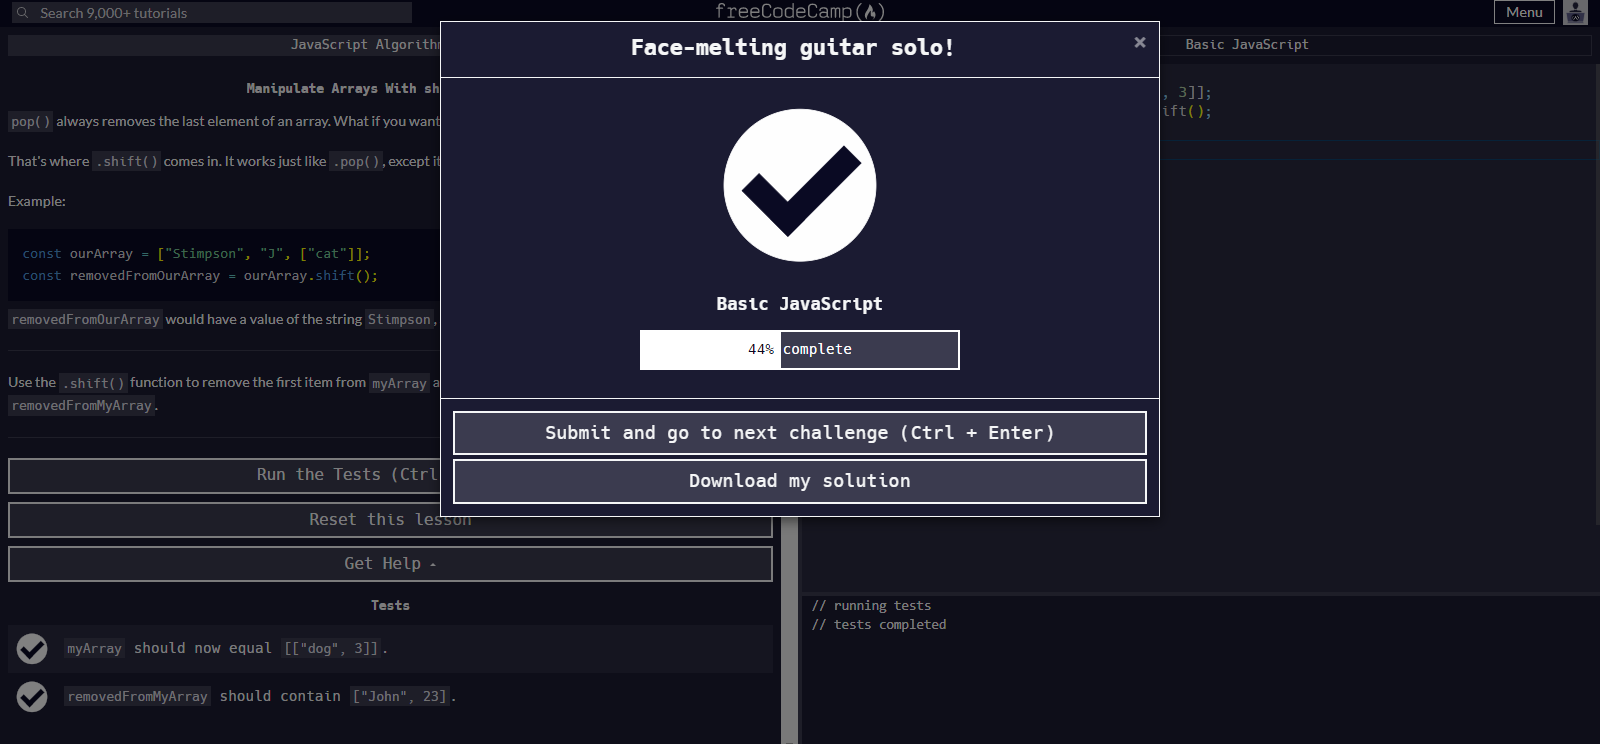 Search 9,000+ tutorials
freeCodeCamp(🔥)
Menu
JavaScript Algorithm
Basic JavaScript
Manipulate Arrays With sh
pop() always removes the last element of an array. What if you want
That's where .shift() comes in. It works just like .pop(), except it
Example:
const ourArray = ["Stimpson", "J", ["cat"]];
const removedFromOurArray = ourArray.shift();
removedFromOurArray would have a value of the string Stimpson,
Use the .shift() function to remove the first item from myArray a
removedFromMyArray.
Run the Tests (Ctrl
Reset this lesson
Get Help
Tests
myArray should now equal [["dog", 3]].
removedFromMyArray should contain ["John", 23].
Face-melting guitar solo!
×
Basic JavaScript
44% complete
Submit and go to next challenge (Ctrl + Enter)
Download my solution
, 3]];
ift();
// running tests
// tests completed